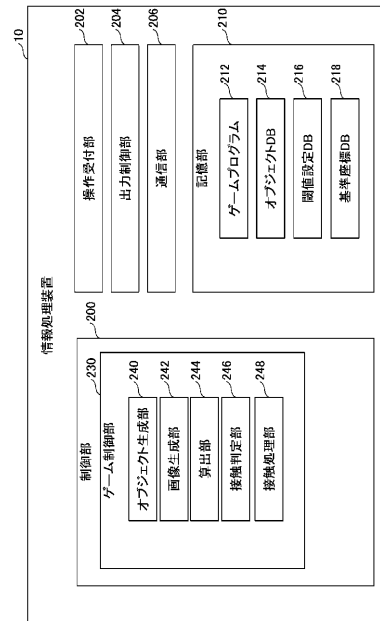 情報処理装置
10
制御部
200
ゲーム制御部
230
オブジェクト生成部
240
画像生成部
242
算出部
244
接触判定部
246
接触処理部
248
操作受付部
202
出力制御部
204
通信部
206
記憶部
210
ゲームプログラム
212
オブジェクトDB
214
閾値設定DB
216
基準座標DB
218